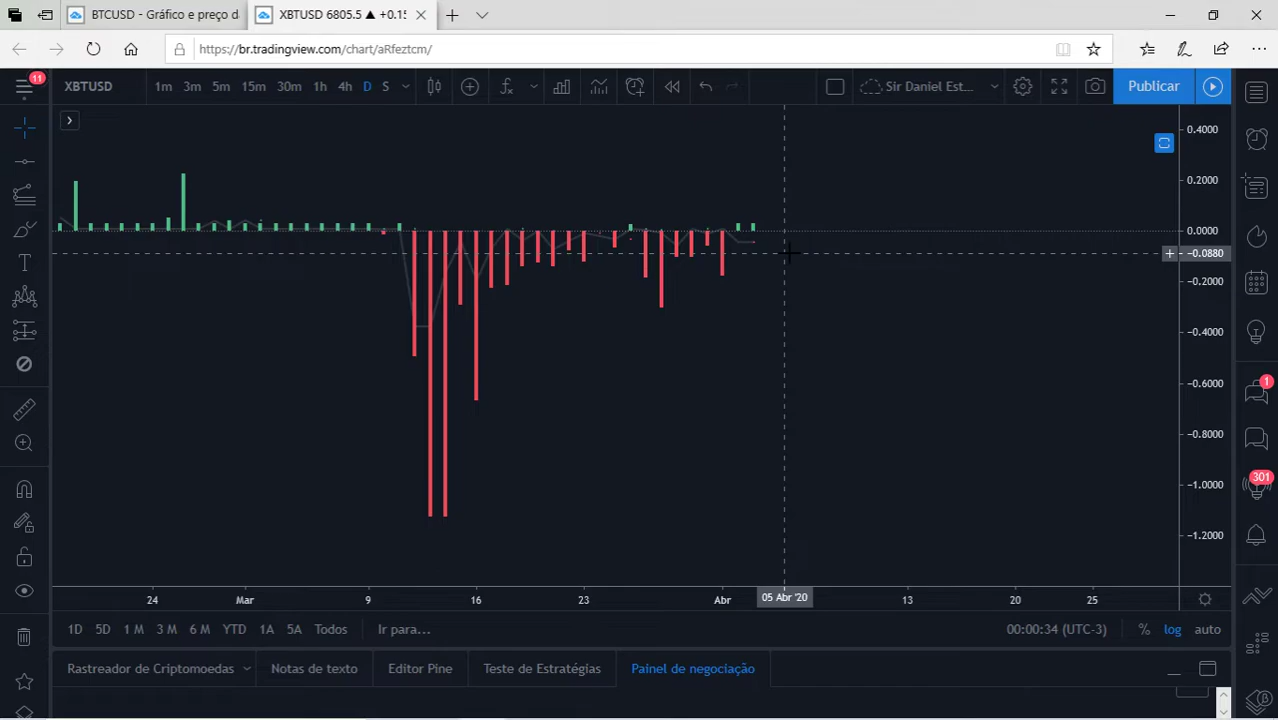 BTCUSD - Gráfico e preço d
XBTUSD 6805.5 ▲ +0.15
https://br.tradingview.com/chart/aRfeztcm/
11
XBTUSD
1m 3m 5m 15m 30m 1h 4h D S
Sir Daniel Est...
Publicar
0.4000
0.2000
0.0000
−0.0880
−0.2000
−0.4000
−0.6000
−0.8000
−1.0000
−1.2000
1
301
24 Mar 9 16 23 Abr 05 Abr '20 13 20 25
1D 5D 1 M 3 M 6 M YTD 1A 5A Todos Ir para... 00:00:34 (UTC-3) % log auto
Rastreador de Criptomoedas Notas de texto Editor Pine Teste de Estratégias Painel de negociação